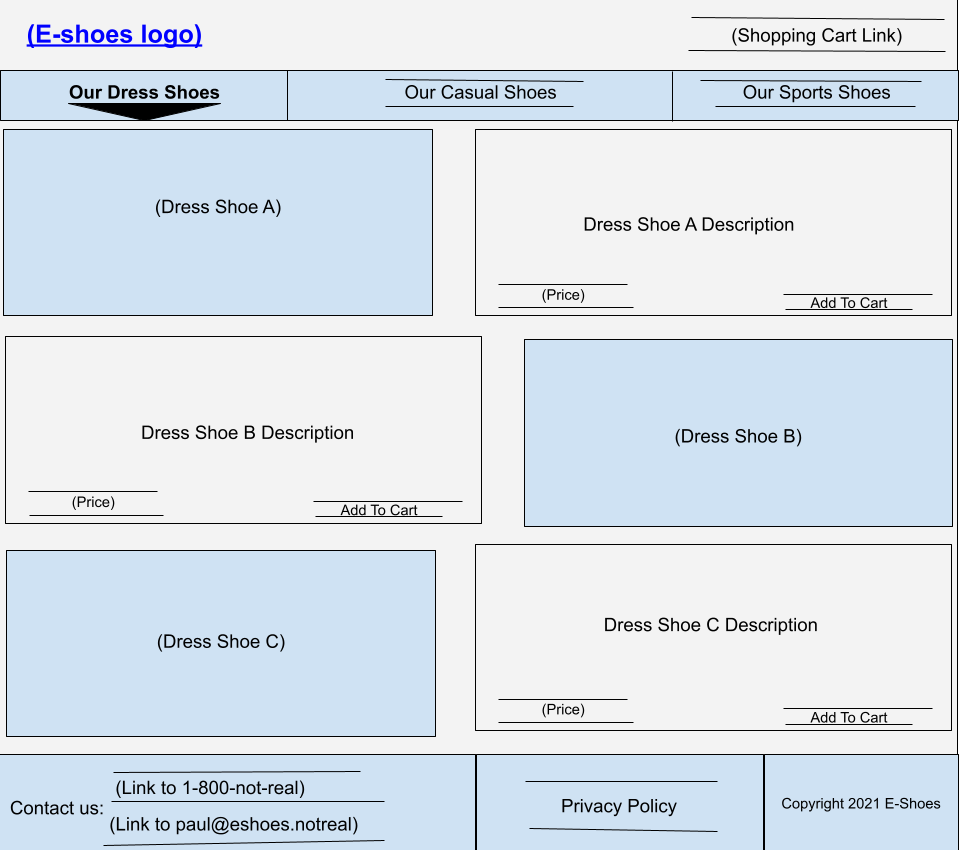 (E-shoes logo)
(Shopping Cart Link)
Our Dress Shoes
Our Casual Shoes
Our Sports Shoes
(Dress Shoe A)
Dress Shoe A Description
(Price)
Add To Cart
Dress Shoe B Description
(Price)
Add To Cart
(Dress Shoe B)
(Dress Shoe C)
Dress Shoe C Description
(Price)
Add To Cart
Contact us:
(Link to 1-800-not-real)
(Link to paul@eshoes.notreal)
Privacy Policy
Copyright 2021 E-Shoes